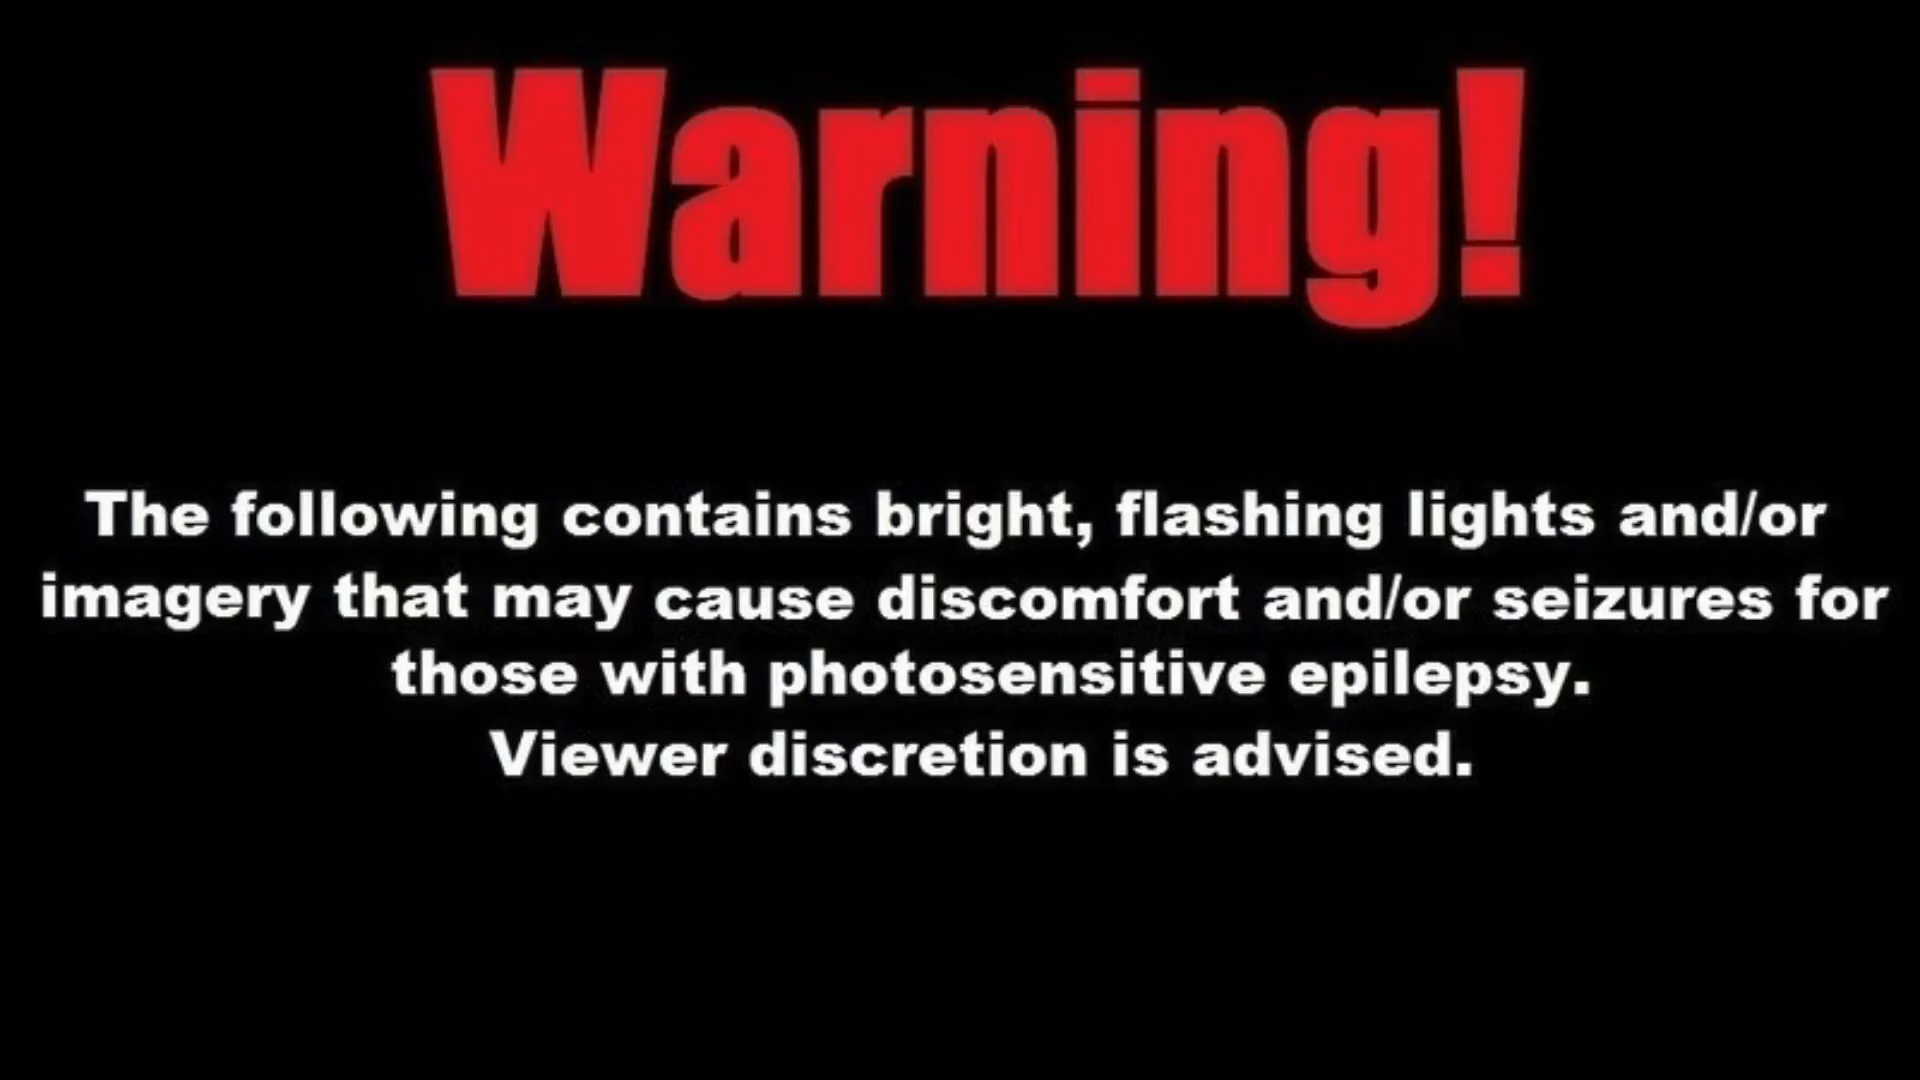 Warning!
The following contains bright, flashing lights and/or
imagery that may cause discomfort and/or seizures for
those with photosensitive epilepsy.
Viewer discretion is advised.